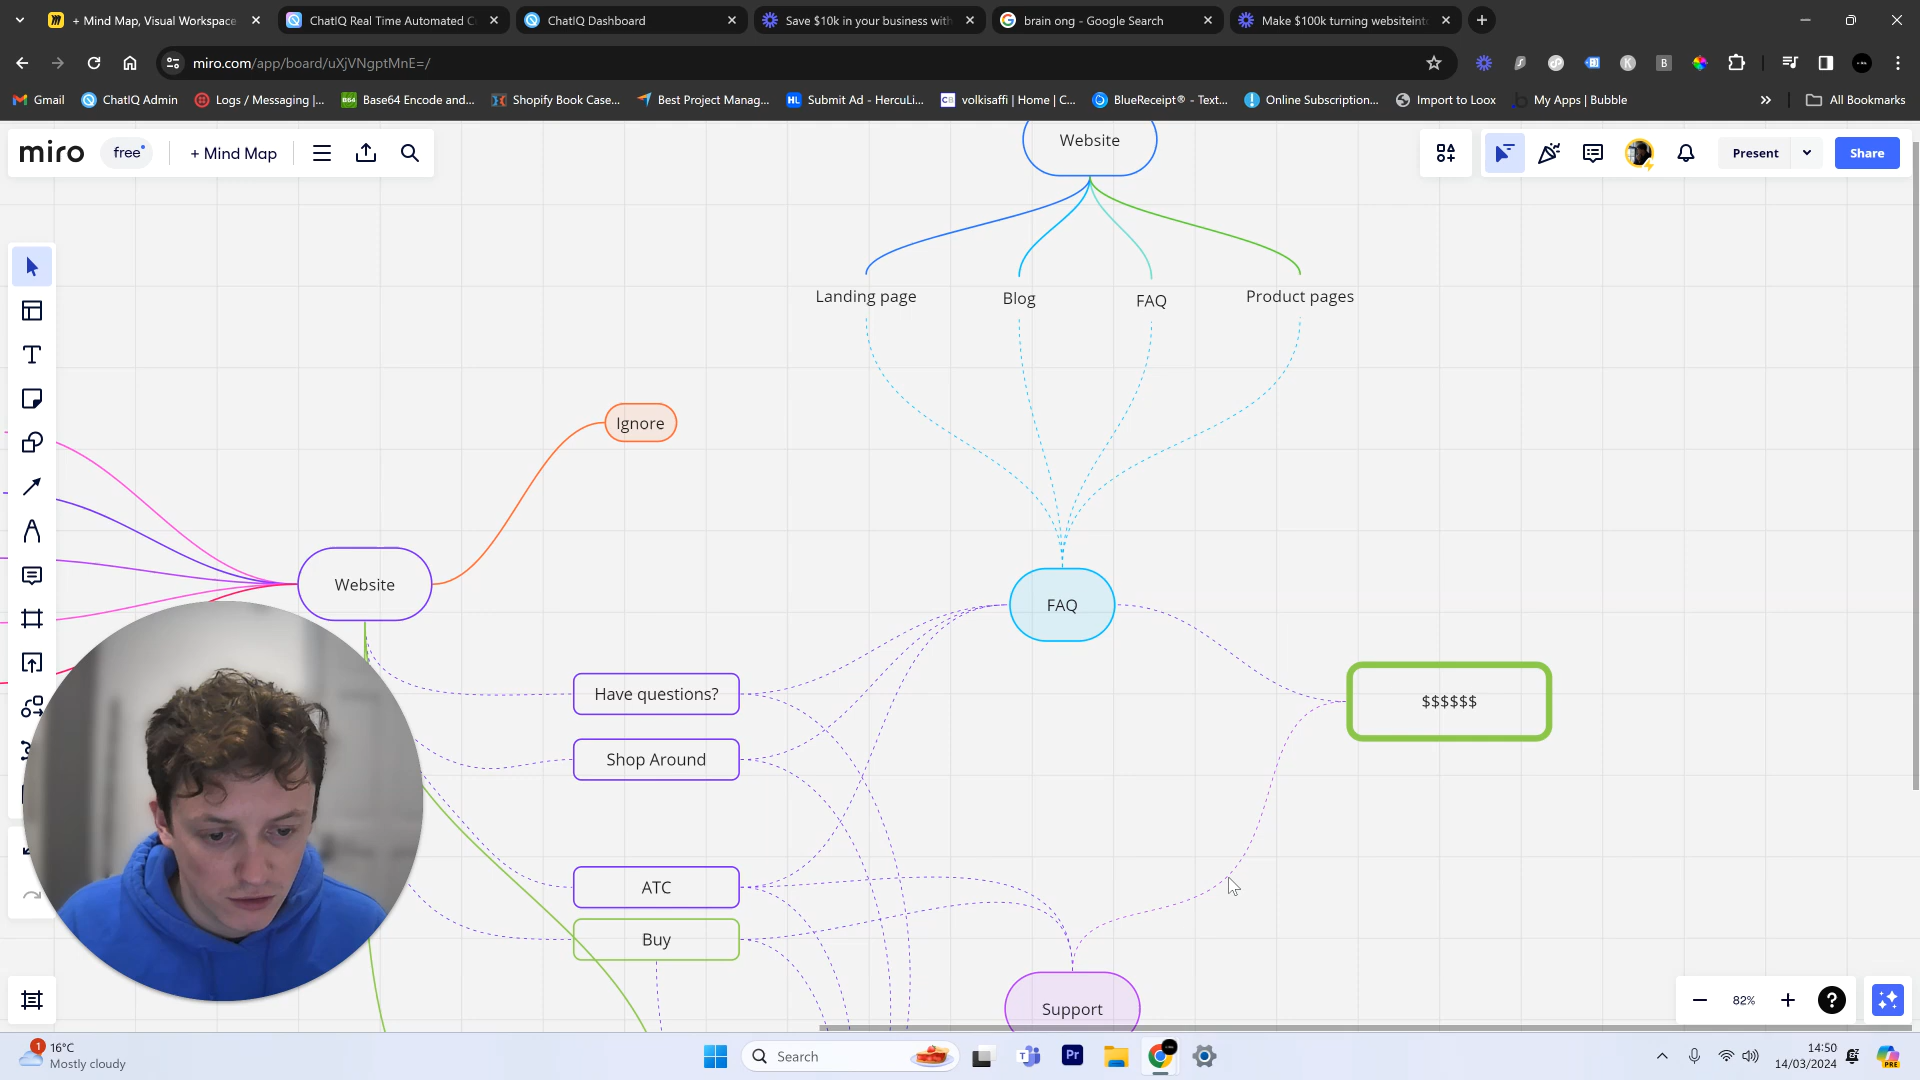 + Mind Map, Visual Workspace
ChatIQ Real Time Automated C
ChatIQ Dashboard
Save $10k in your business with
brain ong - Google Search
Make $100k turning websiteinto
miro.com/app/board/uXjVNgptMnE=/
Gmail
ChatIQ Admin
Logs / Messaging |...
Base64 Encode and...
Shopify Book Case...
Best Project Manag...
Submit Ad - HercuLi...
volkisaffi | Home | C...
BlueReceipt® - Text...
Online Subscription...
Import to Loox
My Apps | Bubble
All Bookmarks
miro
free
+ Mind Map
Present
Share
Website
Landing page
Blog
FAQ
Product pages
Ignore
Website
FAQ
Have questions?
$$$$$$
Shop Around
ATC
Buy
Support
82%
16°C
Mostly cloudy
Search
14:50
14/03/2024